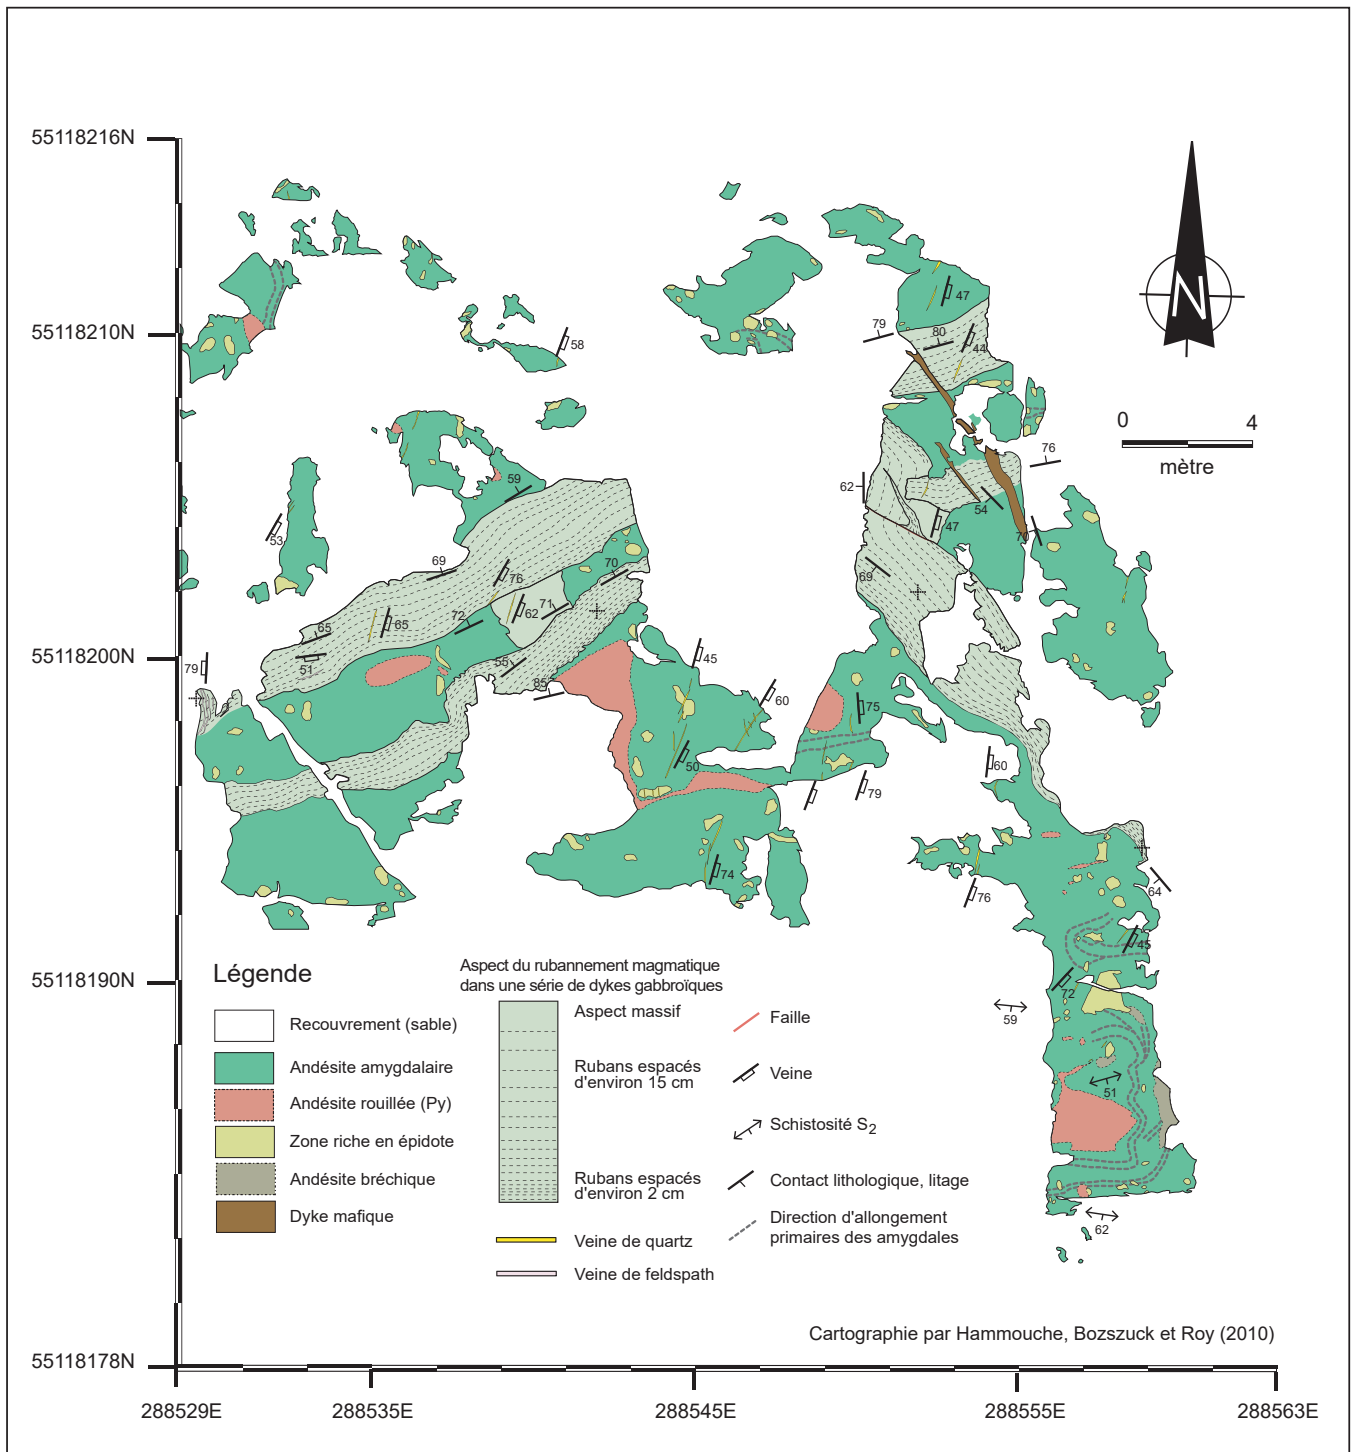 55118216N
55118210N
55118200N
55118190N
55118178N
288529E
288535E
288545E
288555E
288563E
N
0 4
mètre
47
79
80
44
58
76
62
54
47
70
59
53
69
76
70
69
65
65
72
62
71
51
79
55
85
45
60
75
50
60
79
74
76
64
45
72
59
51
62
Légende
Recouvrement (sable)
Andésite amygdalaire
Andésite rouillée (Py)
Zone riche en épidote
Andésite bréchique
Dyke mafique
Aspect du rubannement magmatique
dans une série de dykes gabbroïques
Aspect massif
Rubans espacés
d'environ 15 cm
Rubans espacés
d'environ 2 cm
Veine de quartz
Veine de feldspath
Faille
Veine
Schistosité S2
Contact lithologique, litage
Direction d'allongement
primaires des amygdales
Cartographie par Hammouche, Bozszuck et Roy (2010)